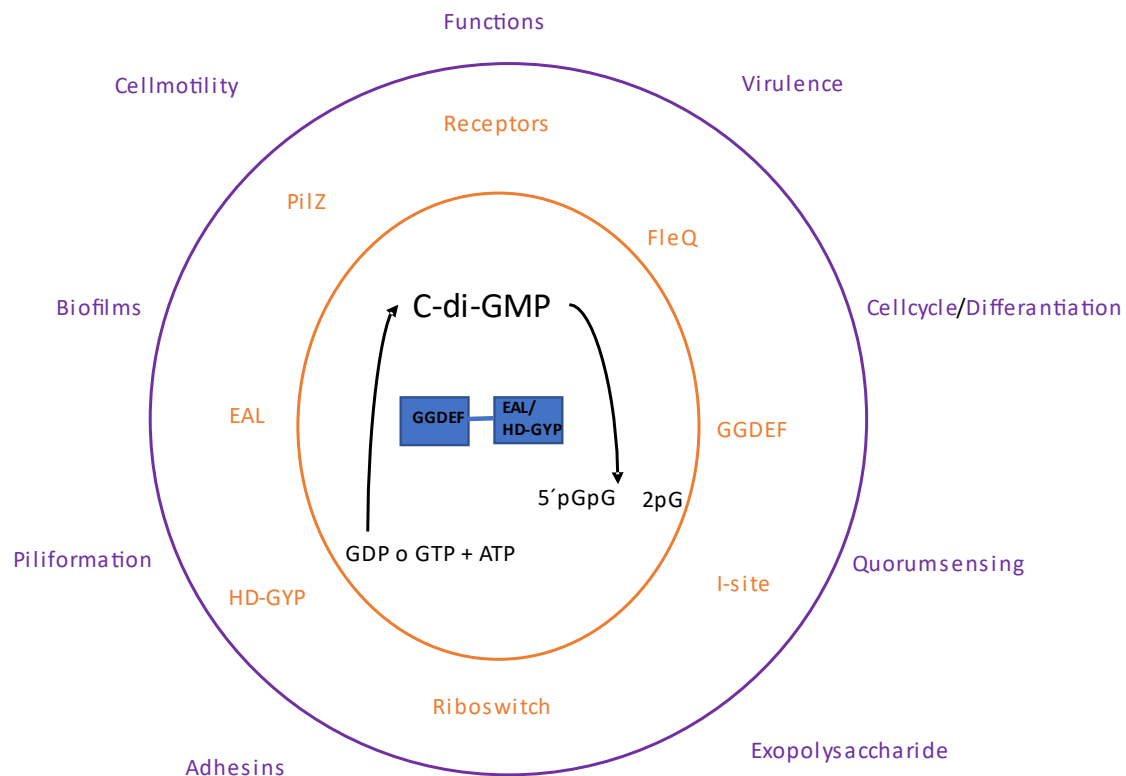 Functions
Cellmotility
Virulence
Receptors
PilZ
FleQ
Biofilms
C-di-GMP
Cellcycle/Differantiation
EAL
GGDEF
EAL/
HD-GYP
GGDEF
5´pGpG
2pG
GDP o GTP + ATP
Piliformation
Quorumsensing
HD-GYP
I-site
Riboswitch
Adhesins
Exopolysaccharide